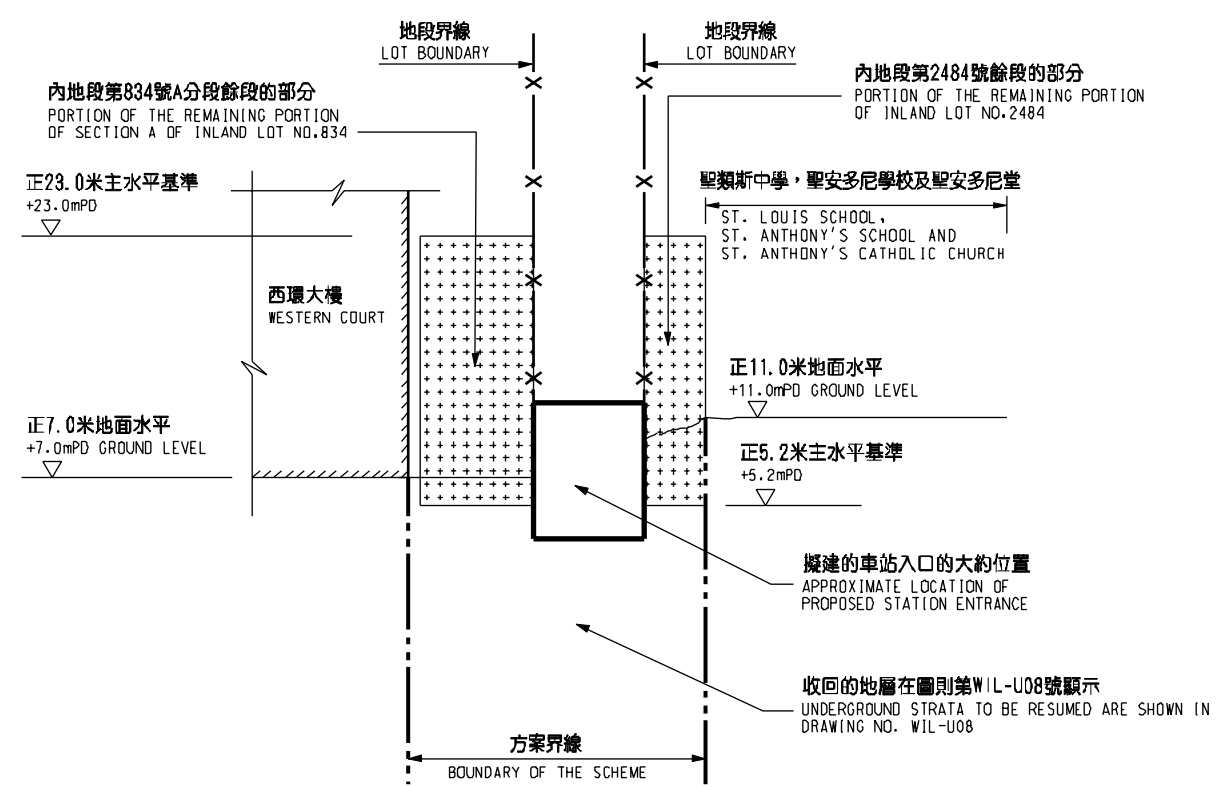 地段界線
LOT BOUNDARY
地段界線
LOT BOUNDARY
內地段第834號A分段餘段的部分
PORTION OF THE REMAINING PORTION
OF SECTION A OF INLAND LOT NO.834
內地段第2484號餘段的部分
PORTION OF THE REMAINING PORTION
OF INLAND LOT NO.2484
正23.0米主水平基準
+23.0mPD
聖類斯中學，聖安多尼學校及聖安多尼堂
ST. LOUIS SCHOOL,
ST. ANTHONY'S SCHOOL AND
ST. ANTHONY'S CATHOLIC CHURCH
西環大樓
WESTERN COURT
正11.0米地面水平
+11.0mPD GROUND LEVEL
正7.0米地面水平
+7.0mPD GROUND LEVEL
正5.2米主水平基準
+5.2mPD
擬建的車站入口的大約位置
APPROXIMATE LOCATION OF
PROPOSED STATION ENTRANCE
收回的地層在圖則第WIL-U08號顯示
UNDERGROUND STRATA TO BE RESUMED ARE SHOWN IN
DRAWING NO. WIL-U08
方案界線
BOUNDARY OF THE SCHEME